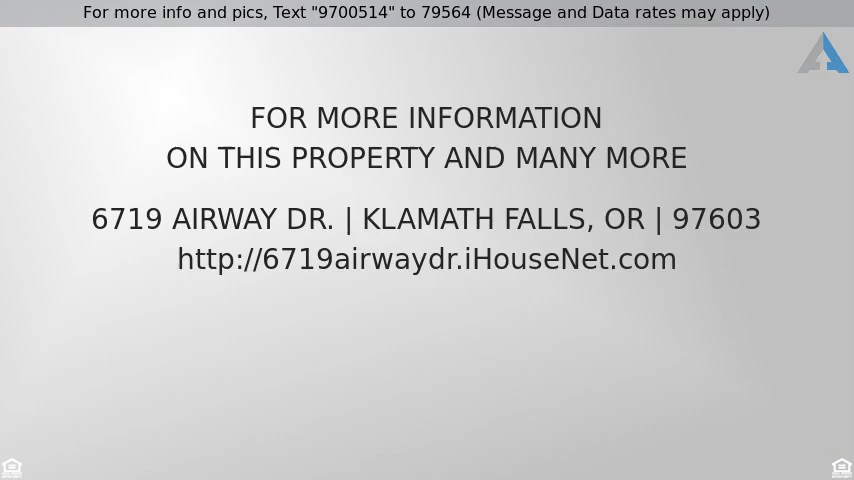 For more info and pics, Text "9700514" to 79564 (Message and Data rates may apply)
FOR MORE INFORMATION
ON THIS PROPERTY AND MANY MORE
6719 AIRWAY DR. | KLAMATH FALLS, OR | 97603
http://6719airwaydr.iHouseNet.com